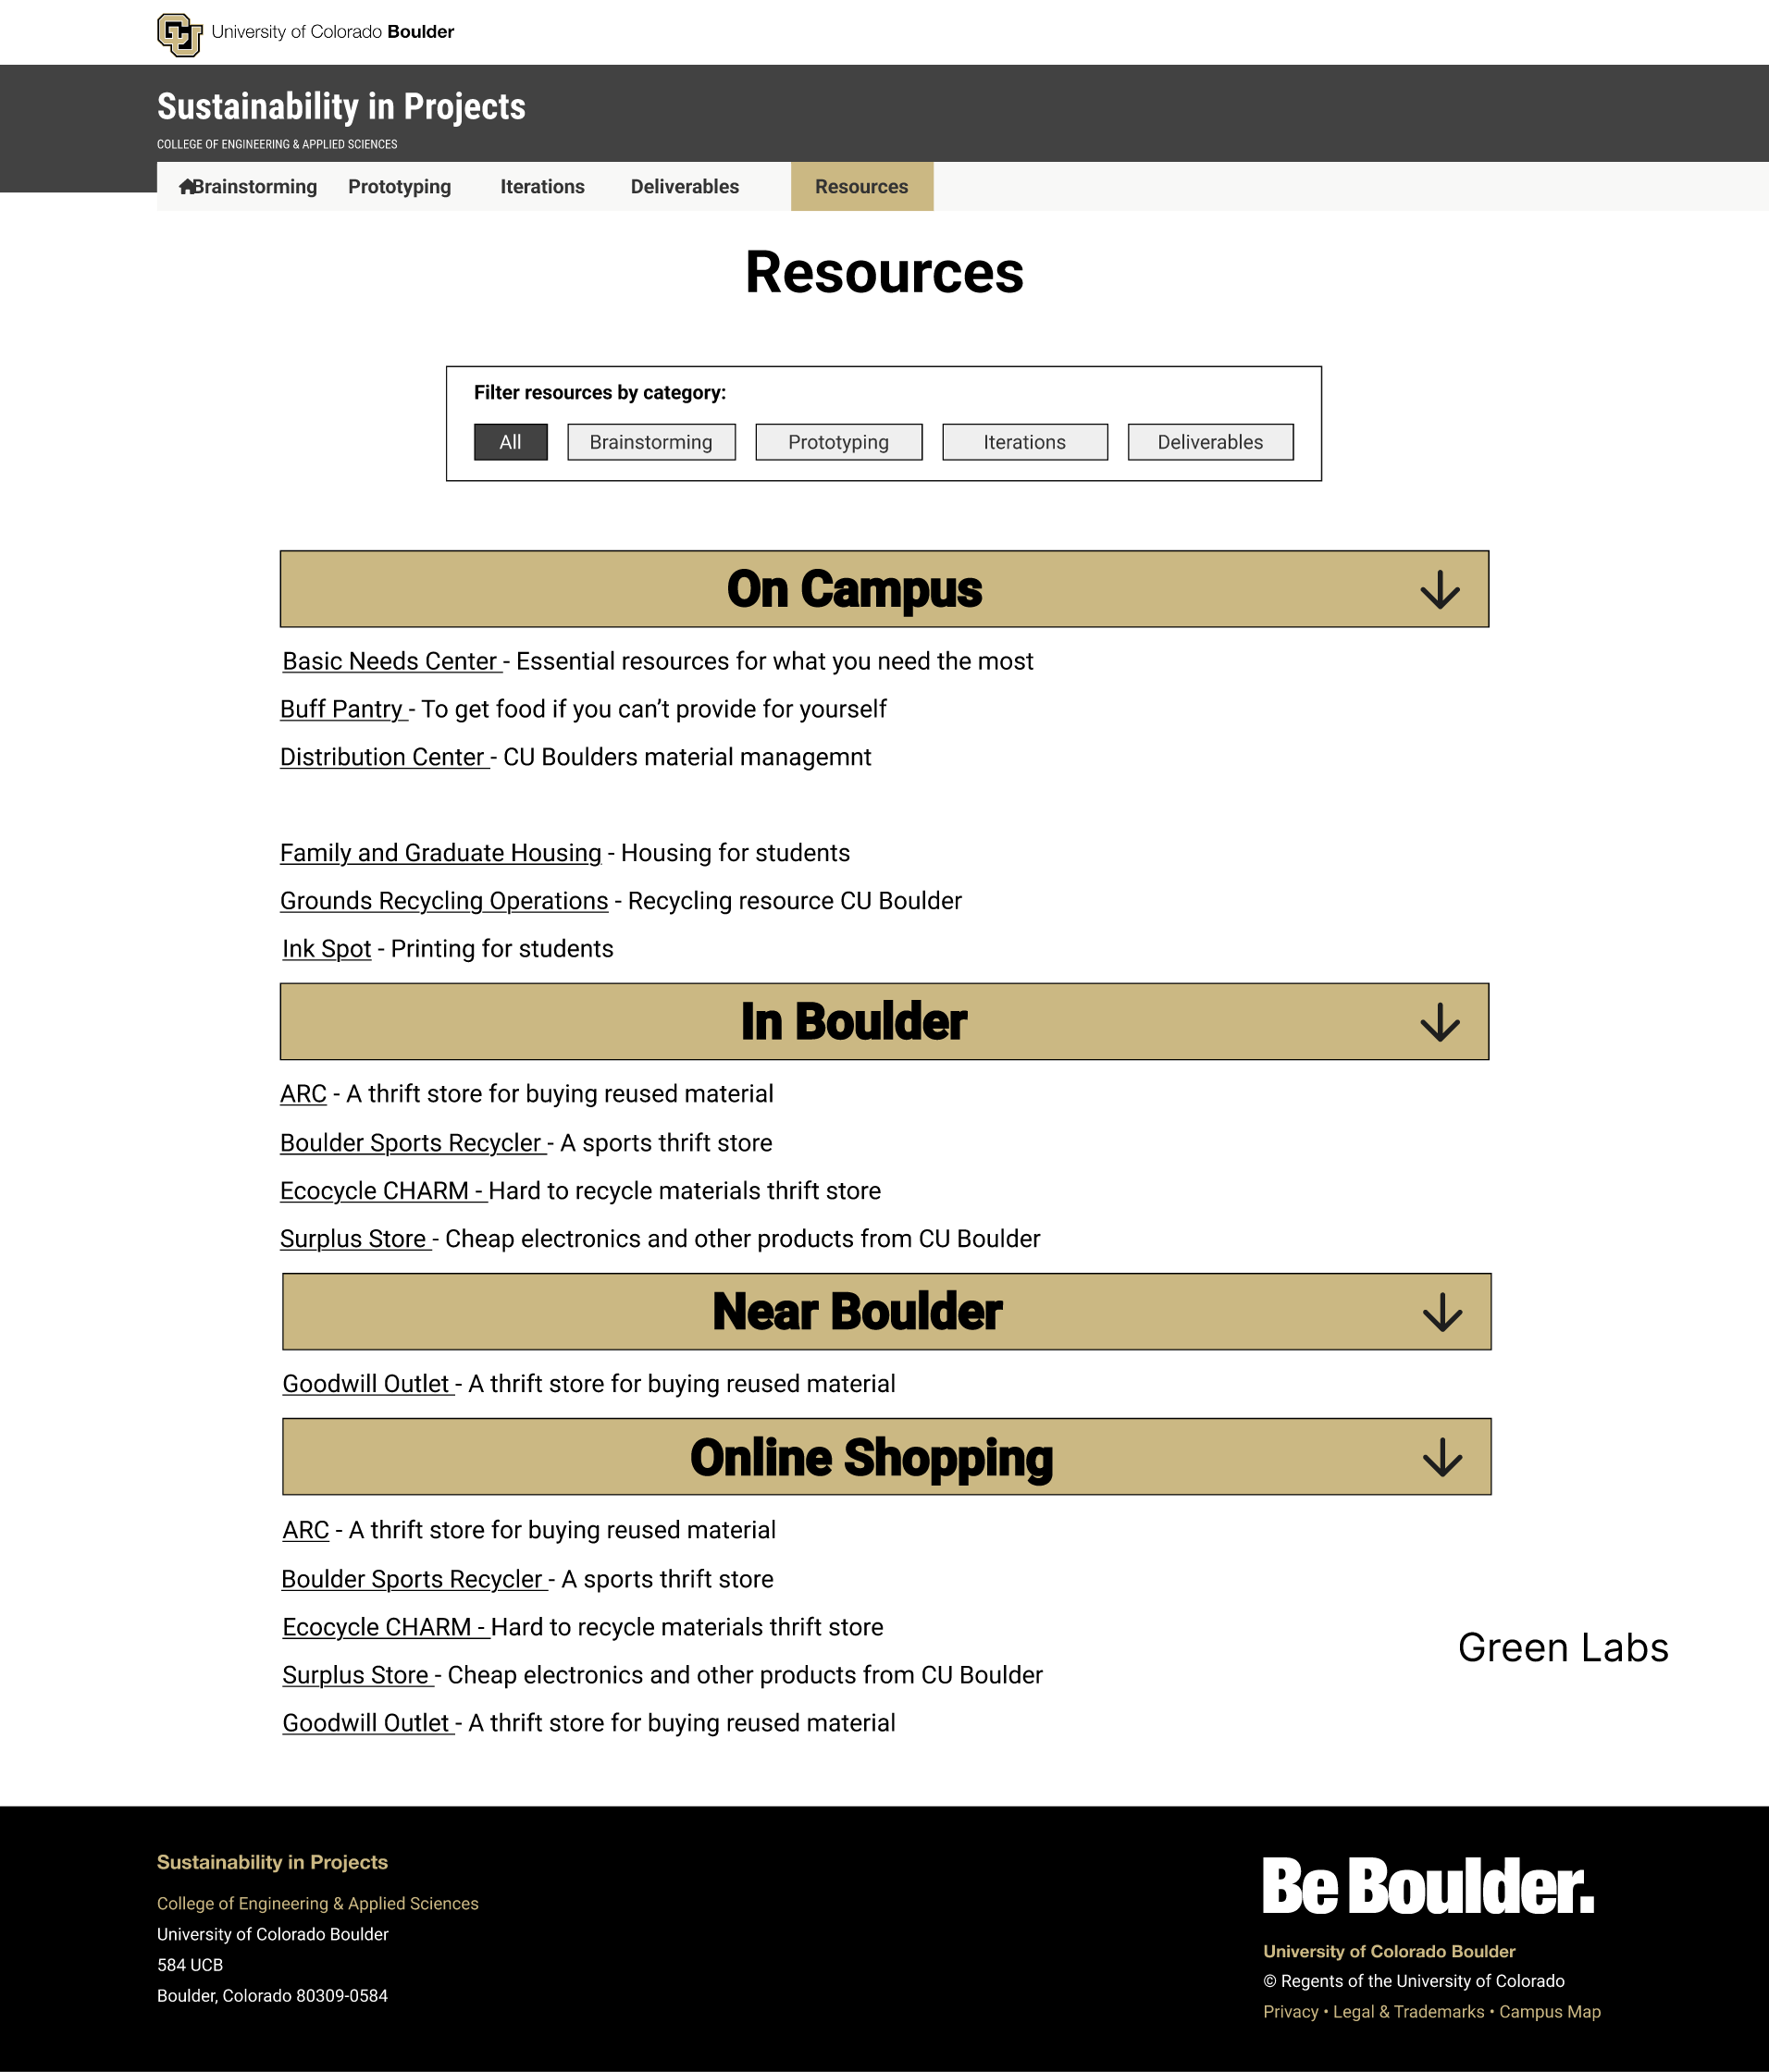 University of Colorado Boulder
Sustainability in Projects
COLLEGE OF ENGINEERING & APPLIED SCIENCES
Brainstorming Prototyping Iterations Deliverables Resources
Resources
Filter resources by category:
All Brainstorming Prototyping Iterations Deliverables
On Campus
Basic Needs Center - Essential resources for what you need the most
Buff Pantry - To get food if you can’t provide for yourself
Distribution Center - CU Boulders material managemnt
Family and Graduate Housing - Housing for students
Grounds Recycling Operations - Recycling resource CU Boulder
Ink Spot - Printing for students
In Boulder
ARC - A thrift store for buying reused material
Boulder Sports Recycler - A sports thrift store
Ecocycle CHARM - Hard to recycle materials thrift store
Surplus Store - Cheap electronics and other products from CU Boulder
Near Boulder
Goodwill Outlet - A thrift store for buying reused material
Online Shopping
ARC - A thrift store for buying reused material
Boulder Sports Recycler - A sports thrift store
Ecocycle CHARM - Hard to recycle materials thrift store
Green Labs
Surplus Store - Cheap electronics and other products from CU Boulder
Goodwill Outlet - A thrift store for buying reused material
Sustainability in Projects
College of Engineering & Applied Sciences
University of Colorado Boulder
584 UCB
Boulder, Colorado 80309-0584
Be Boulder.
University of Colorado Boulder
© Regents of the University of Colorado
Privacy • Legal & Trademarks • Campus Map